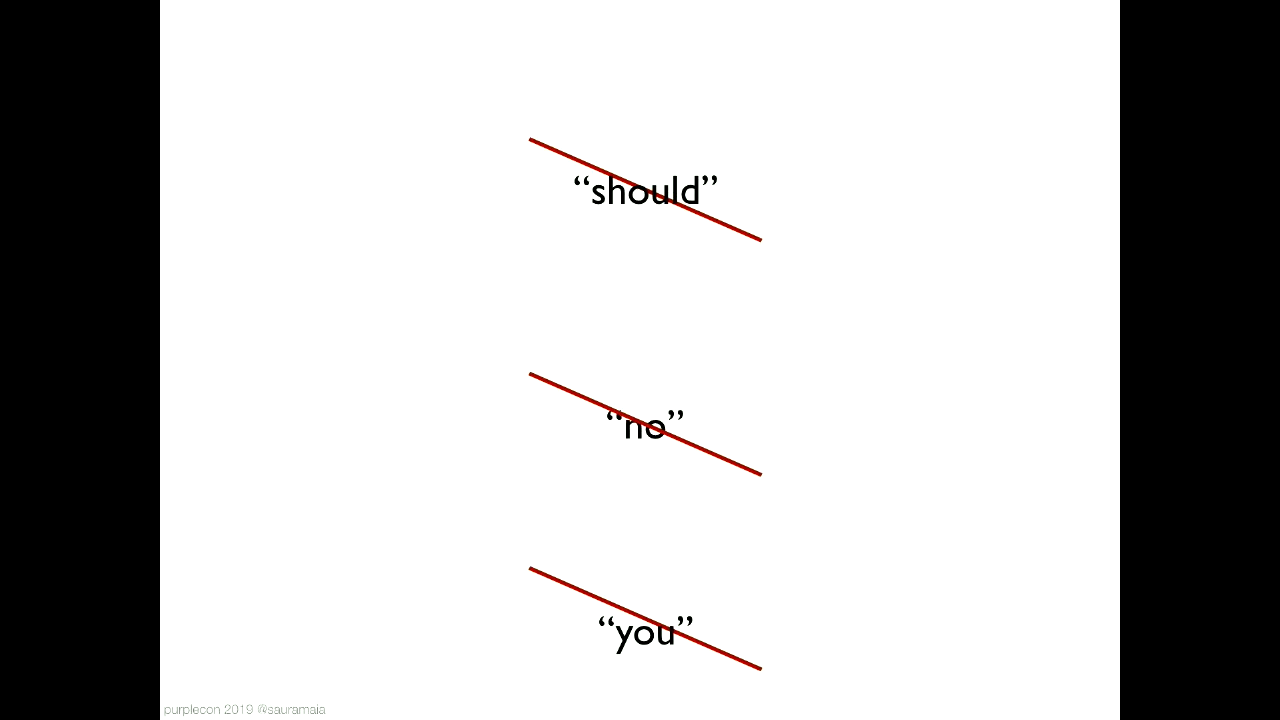 “should”
“no”
“you”
purplecon 2019 @sauramaia